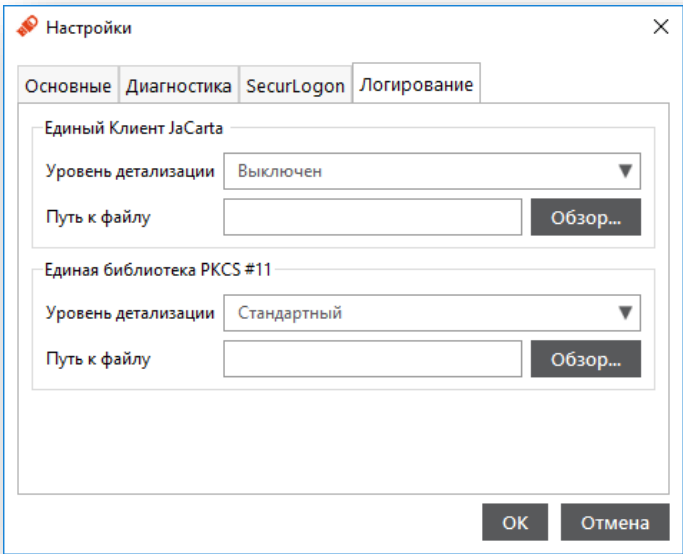 Настройки
Основные Диагностика SecurLogon Логирование
Единый Клиент JaCarta
Уровень детализации Выключен
Путь к файлу Обзор...
Единая библиотека PKCS #11
Уровень детализации Стандартный
Путь к файлу Обзор...
OK Отмена